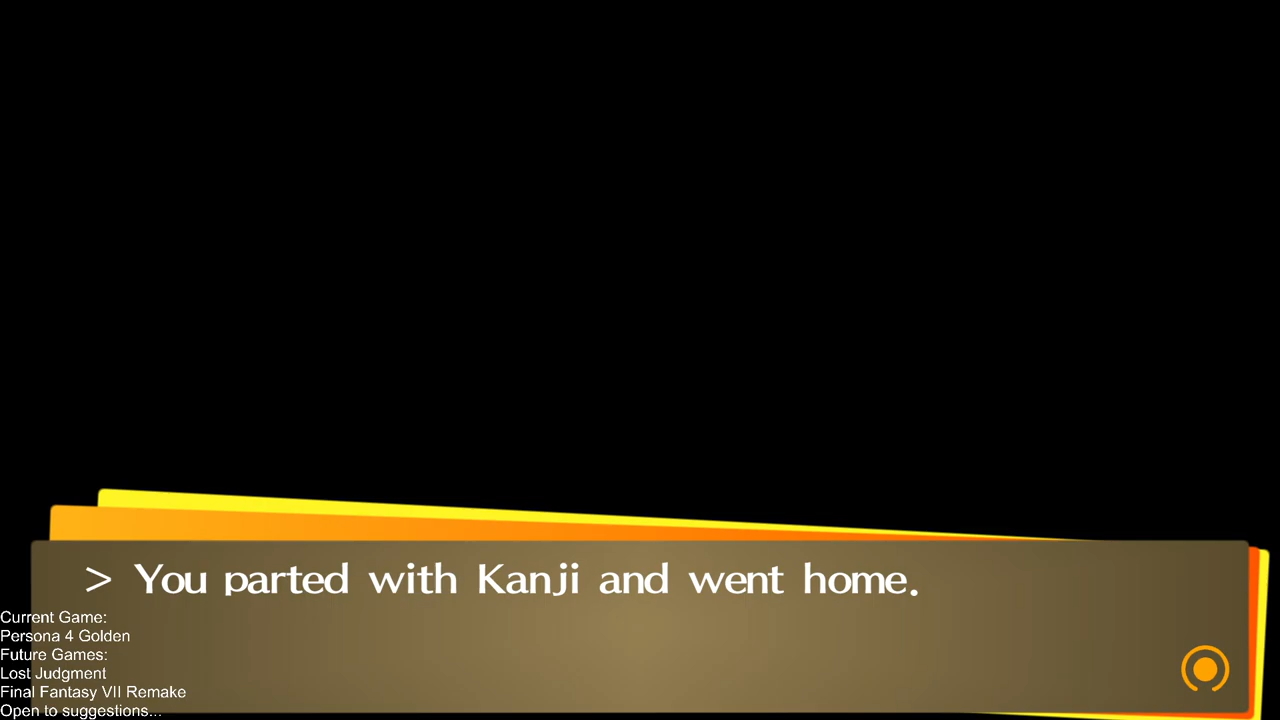 > You parted with Kanji and went home.
Current Game:
Persona 4 Golden
Future Games:
Lost Judgment
Final Fantasy VII Remake
Open to suggestions...